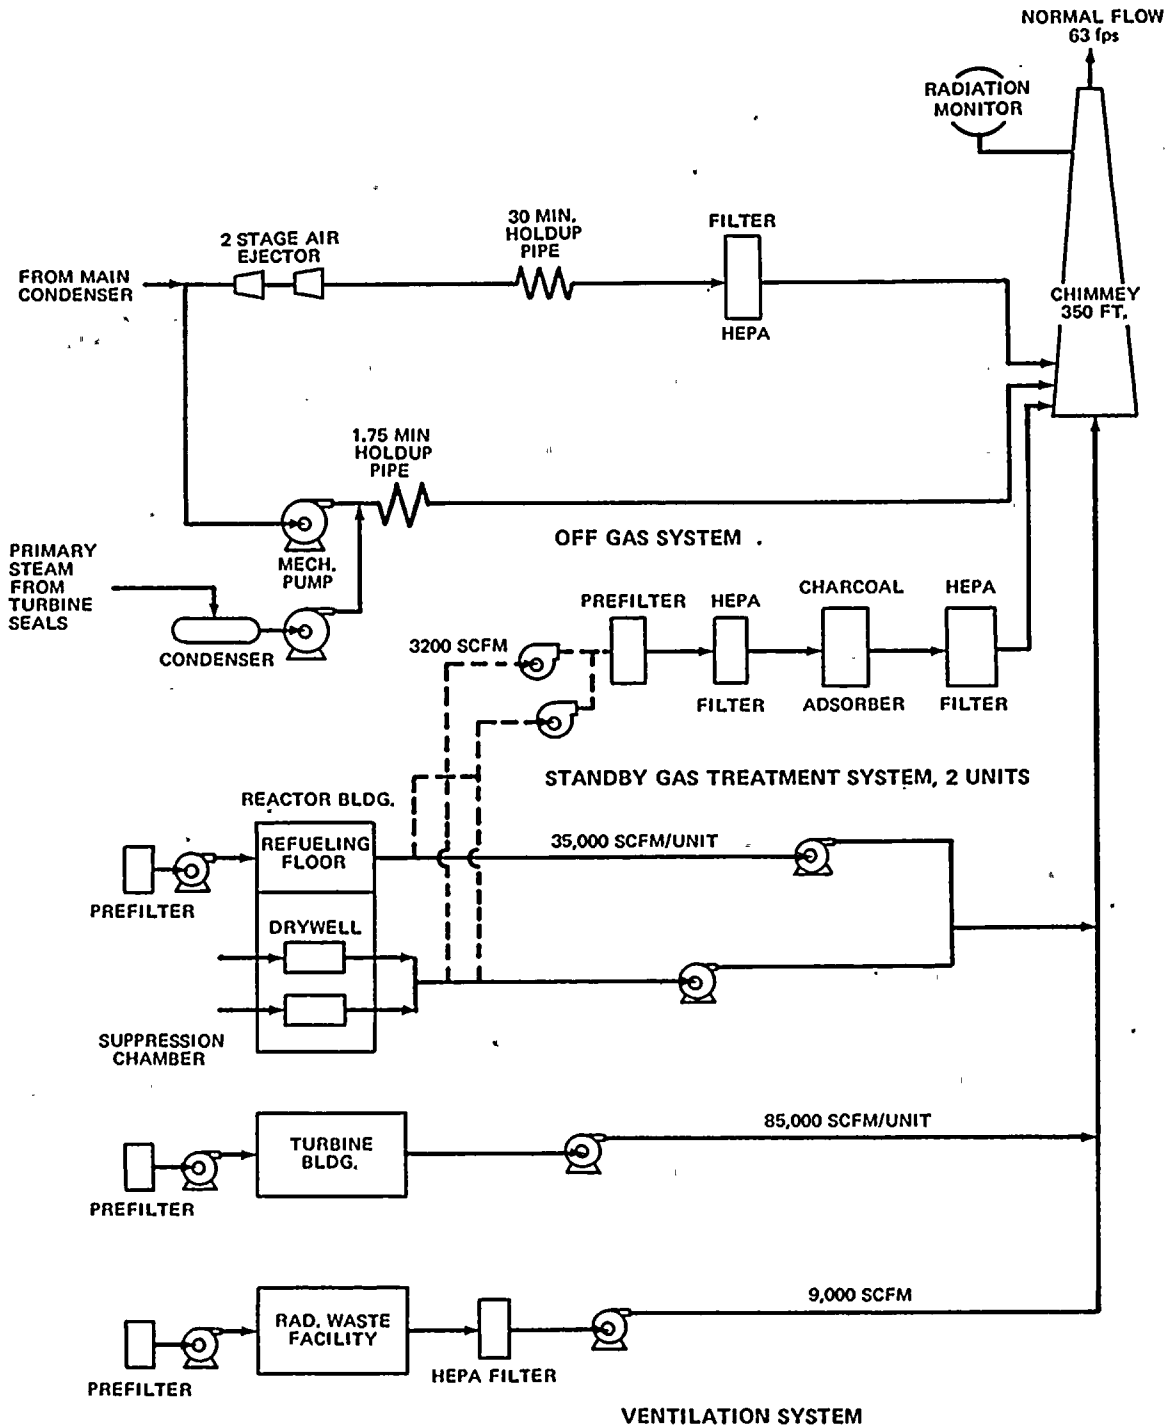 NORMAL FLOW
63 fps
RADIATION
MONITOR
30 MIN.
HOLDUP
PIPE
FILTER
2 STAGE AIR
EJECTOR
FROM MAIN
CONDENSER
CHIMMEY
350 FT.
HEPA
1.75 MIN
HOLDUP
PIPE
OFF GAS SYSTEM .
MECH.
PUMP
PRIMARY
STEAM
FROM
TURBINE
SEALS
CONDENSER
3200 SCFM
PREFILTER
HEPA
CHARCOAL
HEPA
FILTER
ADSORBER
FILTER
STANDBY GAS TREATMENT SYSTEM, 2 UNITS
REACTOR BLDG.
REFUELING
FLOOR
35,000 SCFM/UNIT
PREFILTER
DRYWELL
SUPPRESSION
CHAMBER
85,000 SCFM/UNIT
TURBINE
BLDG.
PREFILTER
9,000 SCFM
RAD. WASTE
FACILITY
PREFILTER
HEPA FILTER
VENTILATION SYSTEM